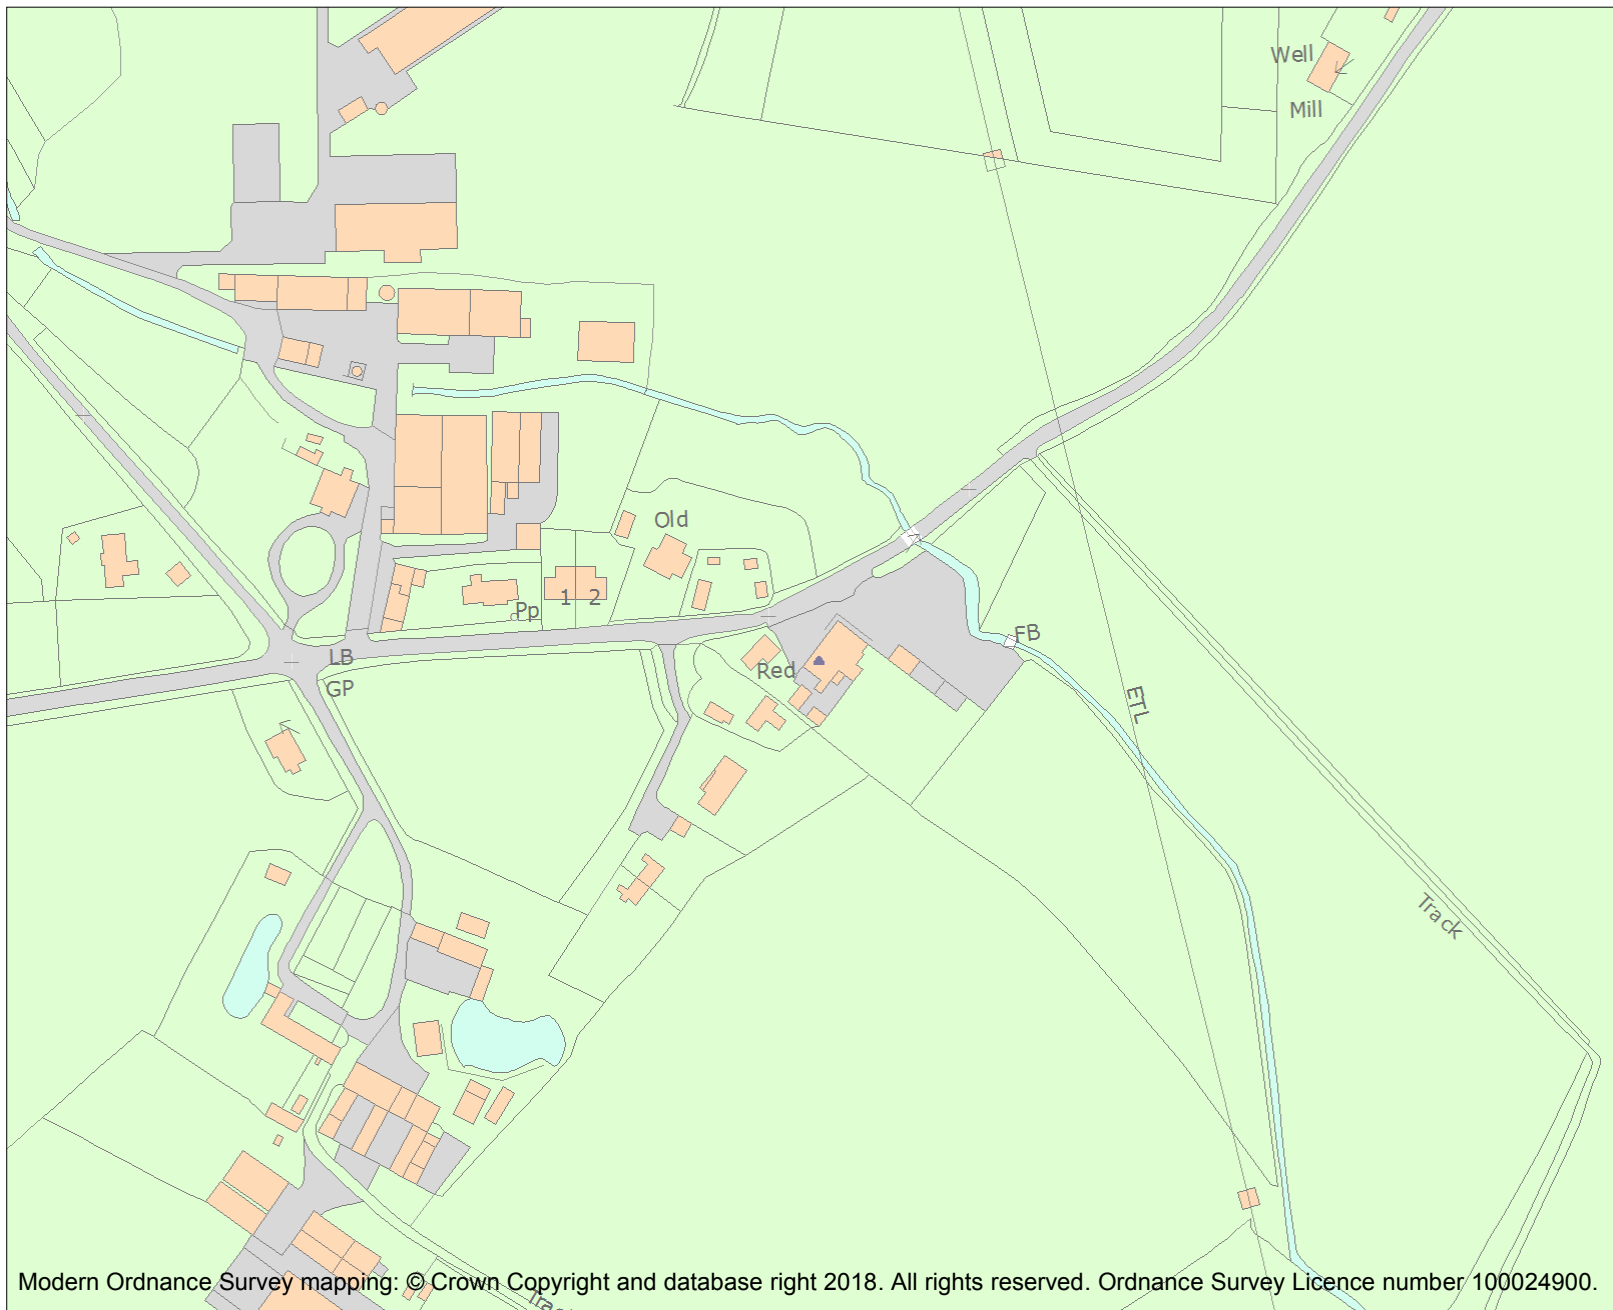 Well
Mill
Old
Pp
1
2
FB
LB
Red
GP
ETL
Track
Modern Ordnance Survey mapping: © Crown Copyright and database right 2018. All rights reserved. Ordnance Survey Licence number 100024900.